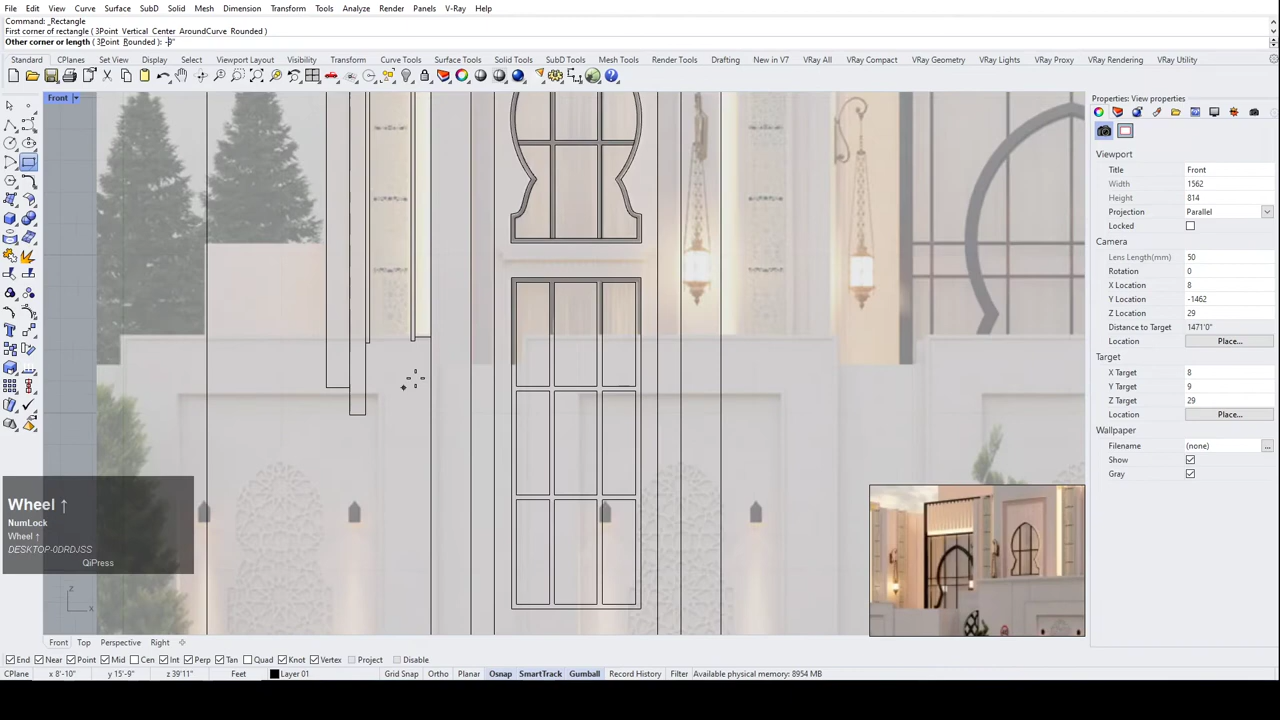 File Edit View Curve Surface SubD Solid Mesh Dimension Transform Tools Analyze Render Panels V-Ray Help
Command: _Rectangle
First corner of rectangle ( 3Point Vertical Center AroundCurve Rounded )
Other corner or length ( 3Point Rounded ): -9"
Standard CPlanes Set View Display Select Viewport Layout Visibility Transform Curve Tools Surface Tools Solid Tools SubD Tools Mesh Tools Render Tools Drafting New in V7 VRay All VRay Compact VRay Geometry VRay Lights VRay Proxy VRay Rendering VRay Utility
Front
Properties: View properties
Viewport
Title Front
Width 1562
Height 814
Projection Parallel
Locked
Camera
Lens Length(mm) 50
Rotation 0
X Location 8
Y Location -1462
Z Location 29
Distance to Target 1471'0"
Location Place...
Target
X Target 8
Y Target 9
Z Target 29
Location Place...
Wallpaper
Filename (none) ...
Show
Gray
Wheel ↑
NumLock
Wheel ↑
DESKTOP-0DRDJSS
QiPress
z
x
Front Top Perspective Right
End Near Point Mid Cen Int Perp Tan Quad Knot Vertex Project Disable
CPlane x 8'-10" y 15'-9" z 39'11" Feet Layer 01 Grid Snap Ortho Planar Osnap SmartTrack Gumball Record History Filter Available physical memory: 8954 MB